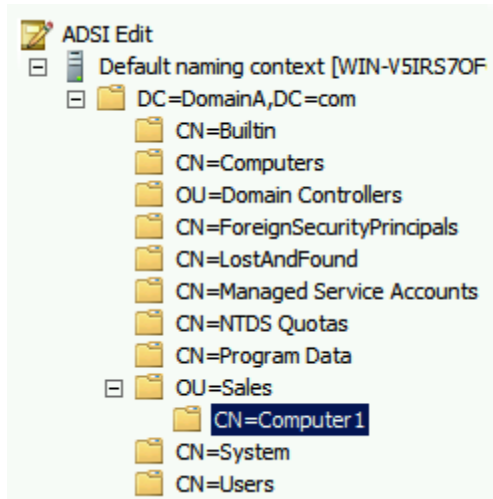 ADSI Edit
Default naming context [WIN-V5IRS7OF
DC=DomainA,DC=com
CN=Builtin
CN=Computers
OU=Domain Controllers
CN=ForeignSecurityPrincipals
CN=LostAndFound
CN=Managed Service Accounts
CN=NTDS Quotas
CN=Program Data
OU=Sales
CN=Computer1
CN=System
CN=Users